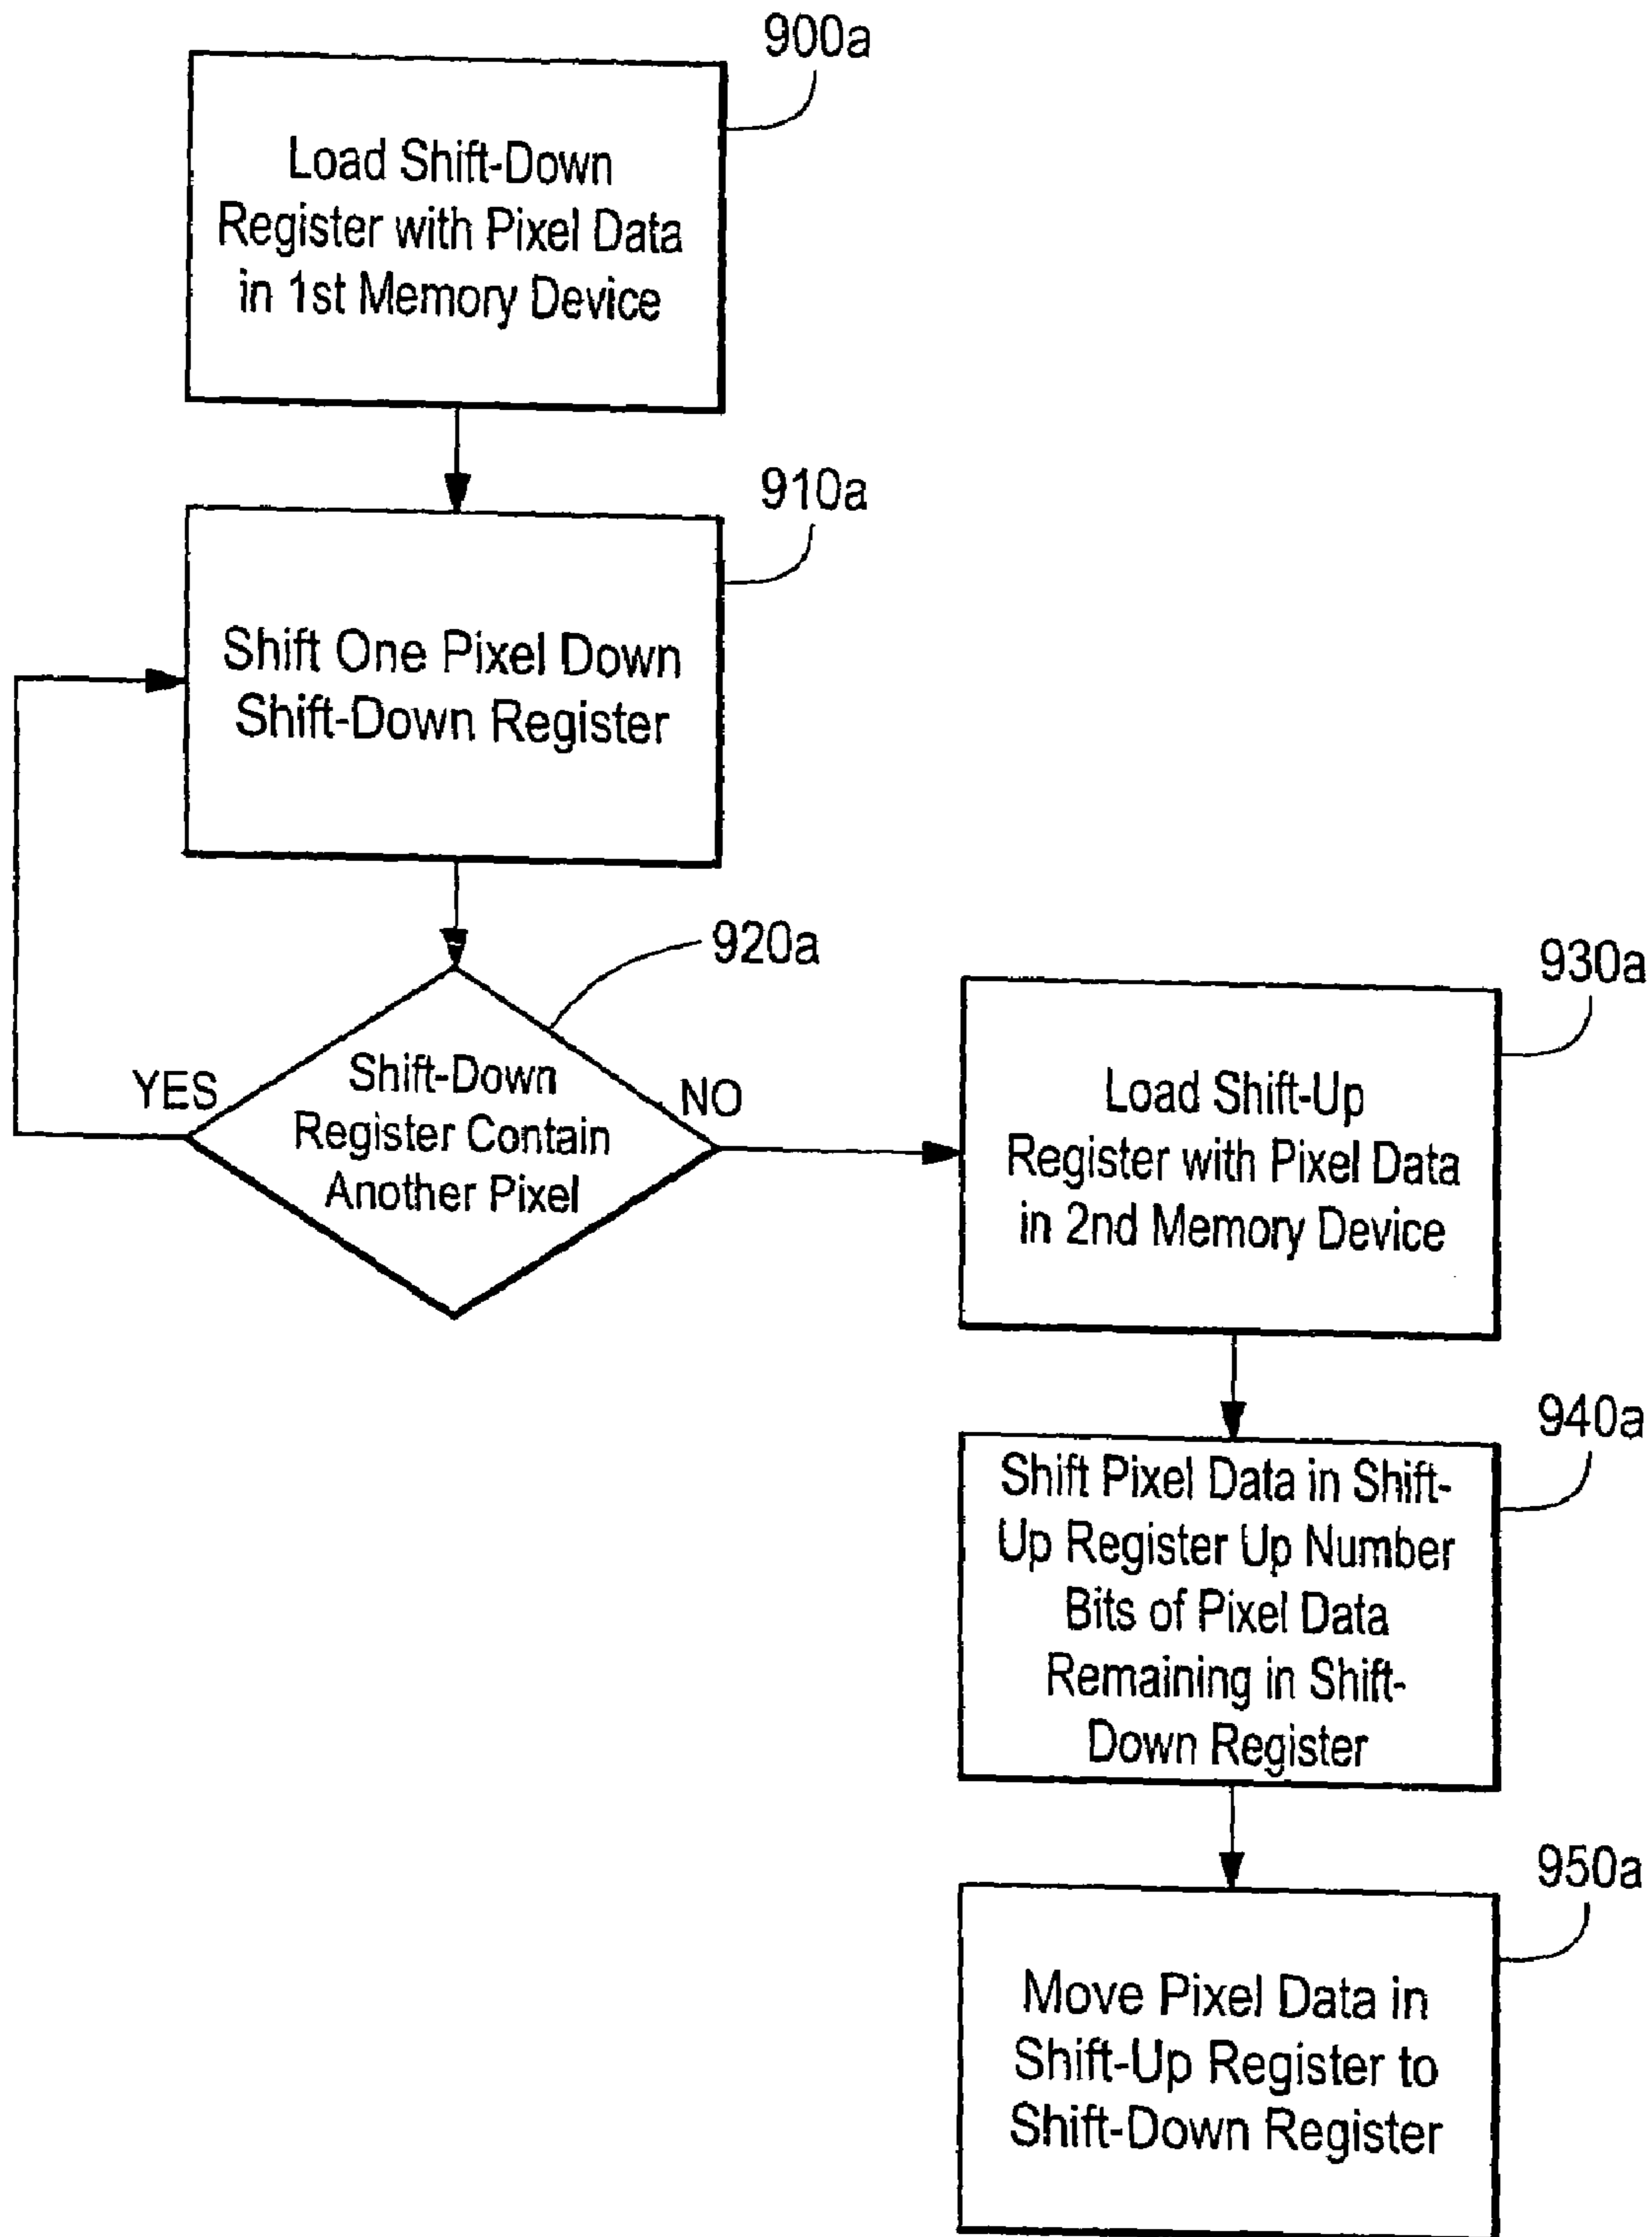 900a
Load Shift-Down
Register with Pixel Data
in 1st Memory Device
910a
Shift One Pixel Down
Shift-Down Register
920a
YES
Shift-Down
Register Contain
Another Pixel
NO
930a
Load Shift-Up
Register with Pixel Data
in 2nd Memory Device
940a
Shift Pixel Data in Shift-
Up Register Up Number
Bits of Pixel Data
Remaining in Shift-
Down Register
950a
Move Pixel Data in
Shift-Up Register to
Shift-Down Register